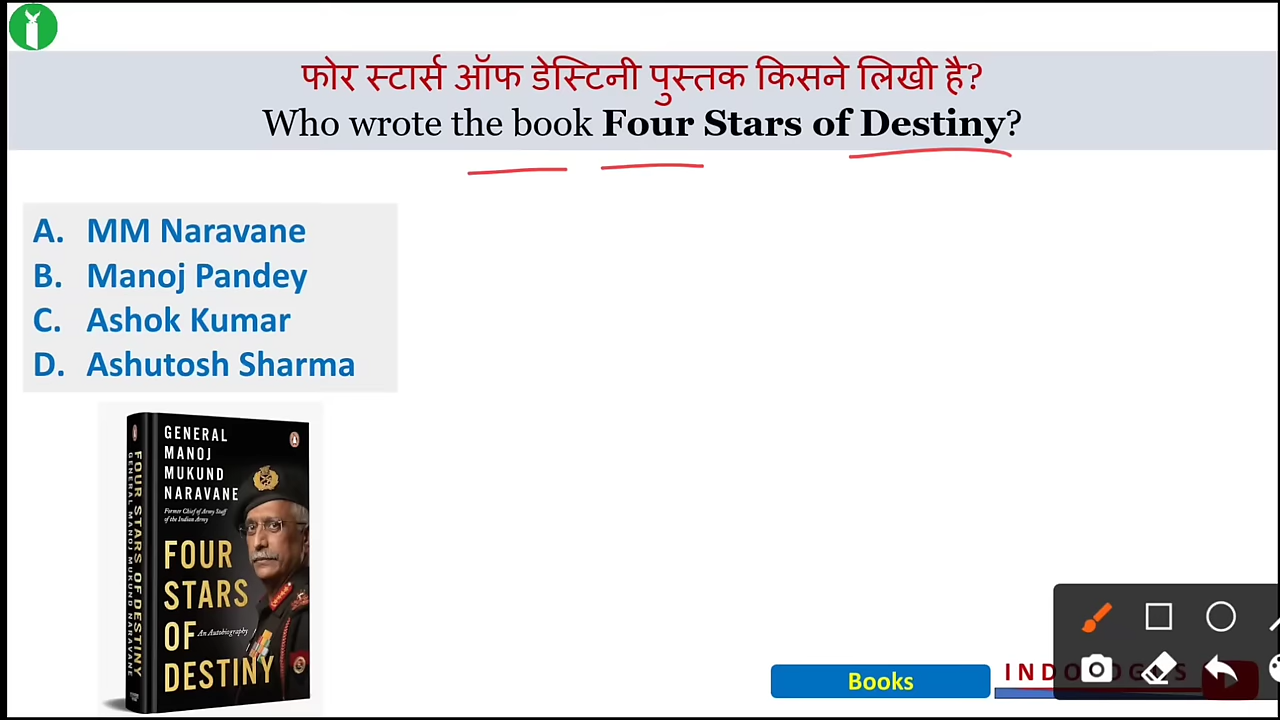 फोर स्टार्स ऑफ डेस्टिनी पुस्तक किसने लिखी है?
Who wrote the book Four Stars of Destiny?
A. MM Naravane
B. Manoj Pandey
C. Ashok Kumar
D. Ashutosh Sharma
FOUR STARS OF DESTINY
GENERAL MANOJ MUKUND NARAVANE
GENERAL
MANOJ
MUKUND
NARAVANE
Former Chief of Army Staff
of the Indian Army
FOUR
STARS
OF
An Autobiography
DESTINY
Books